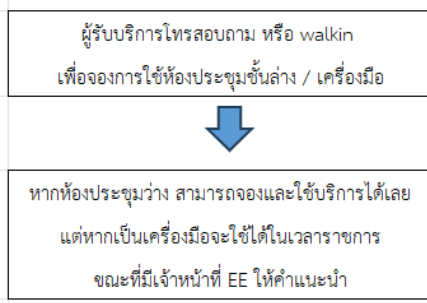 ผู้รับบริการโทรสอบถาม หรือ walkin
เพื่อจองการใช้ห้องประชุมชั้นล่าง / เครื่องมือ
หากห้องประชุมว่าง สามารถจองและใช้บริการได้เลย
แต่หากเป็นเครื่องมือจะใช้ได้ในเวลาราชการ
ขณะที่มีเจ้าหน้าที่ EE ให้คำแนะนำ